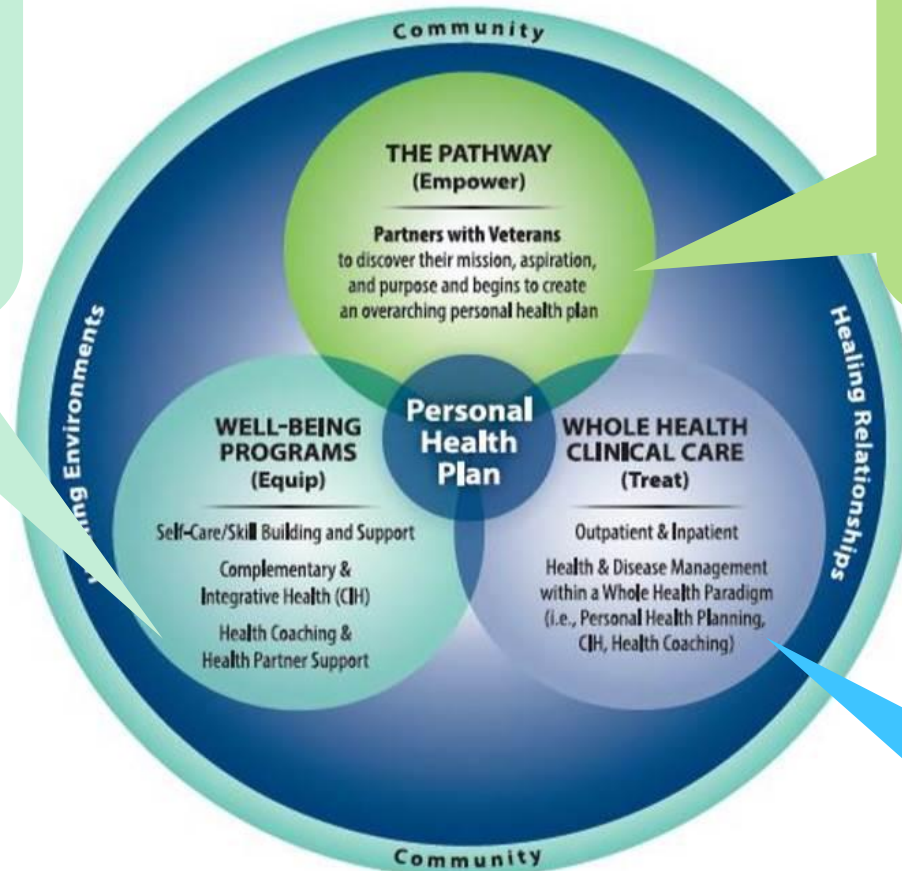 Community
THE PATHWAY
(Empower)
Partners with Veterans
to discover their mission, aspiration,
and purpose and begins to create
an overarching personal health plan
Environments
Healing Relationships
Personal
Health
Plan
WELL-BEING
PROGRAMS
(Equip)
Self-Care/Skill Building and Support
Complementary &
Integrative Health (CIH)
Health Coaching &
Health Partner Support
WHOLE HEALTH
CLINICAL CARE
(Treat)
Outpatient & Inpatient
Health & Disease Management
within a Whole Health Paradigm
(i.e., Personal Health Planning,
CIH, Health Coaching)
Community